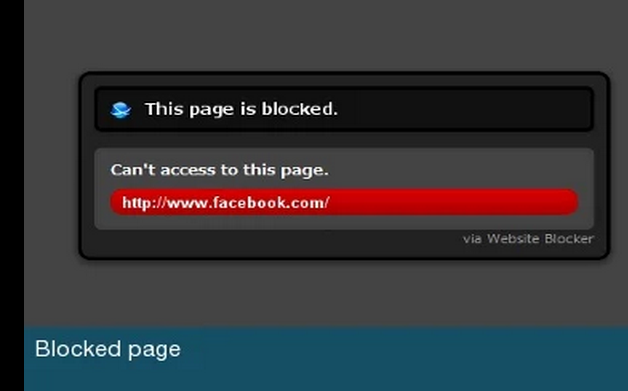 This page is blocked.
Can't access to this page.
http://www.facebook.com/
via Website Blocker
Blocked page